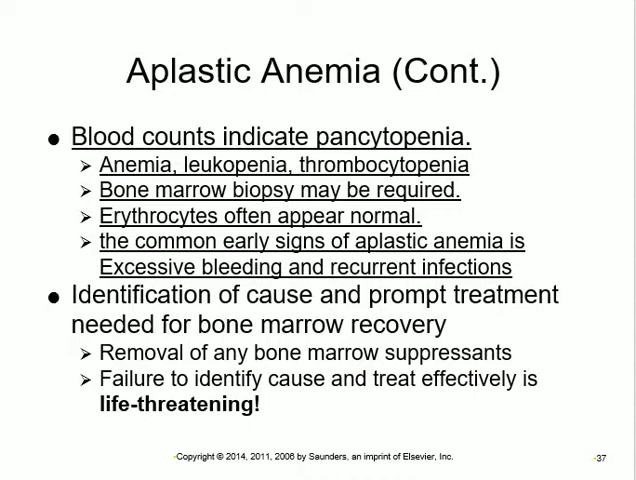 Aplastic Anemia (Cont.)
● Blood counts indicate pancytopenia.
➢ Anemia, leukopenia, thrombocytopenia
➢ Bone marrow biopsy may be required.
➢ Erythrocytes often appear normal.
➢ the common early signs of aplastic anemia is
Excessive bleeding and recurrent infections
● Identification of cause and prompt treatment
needed for bone marrow recovery
➢ Removal of any bone marrow suppressants
➢ Failure to identify cause and treat effectively is
life-threatening!
Copyright © 2014, 2011, 2006 by Saunders, an imprint of Elsevier, Inc.
37